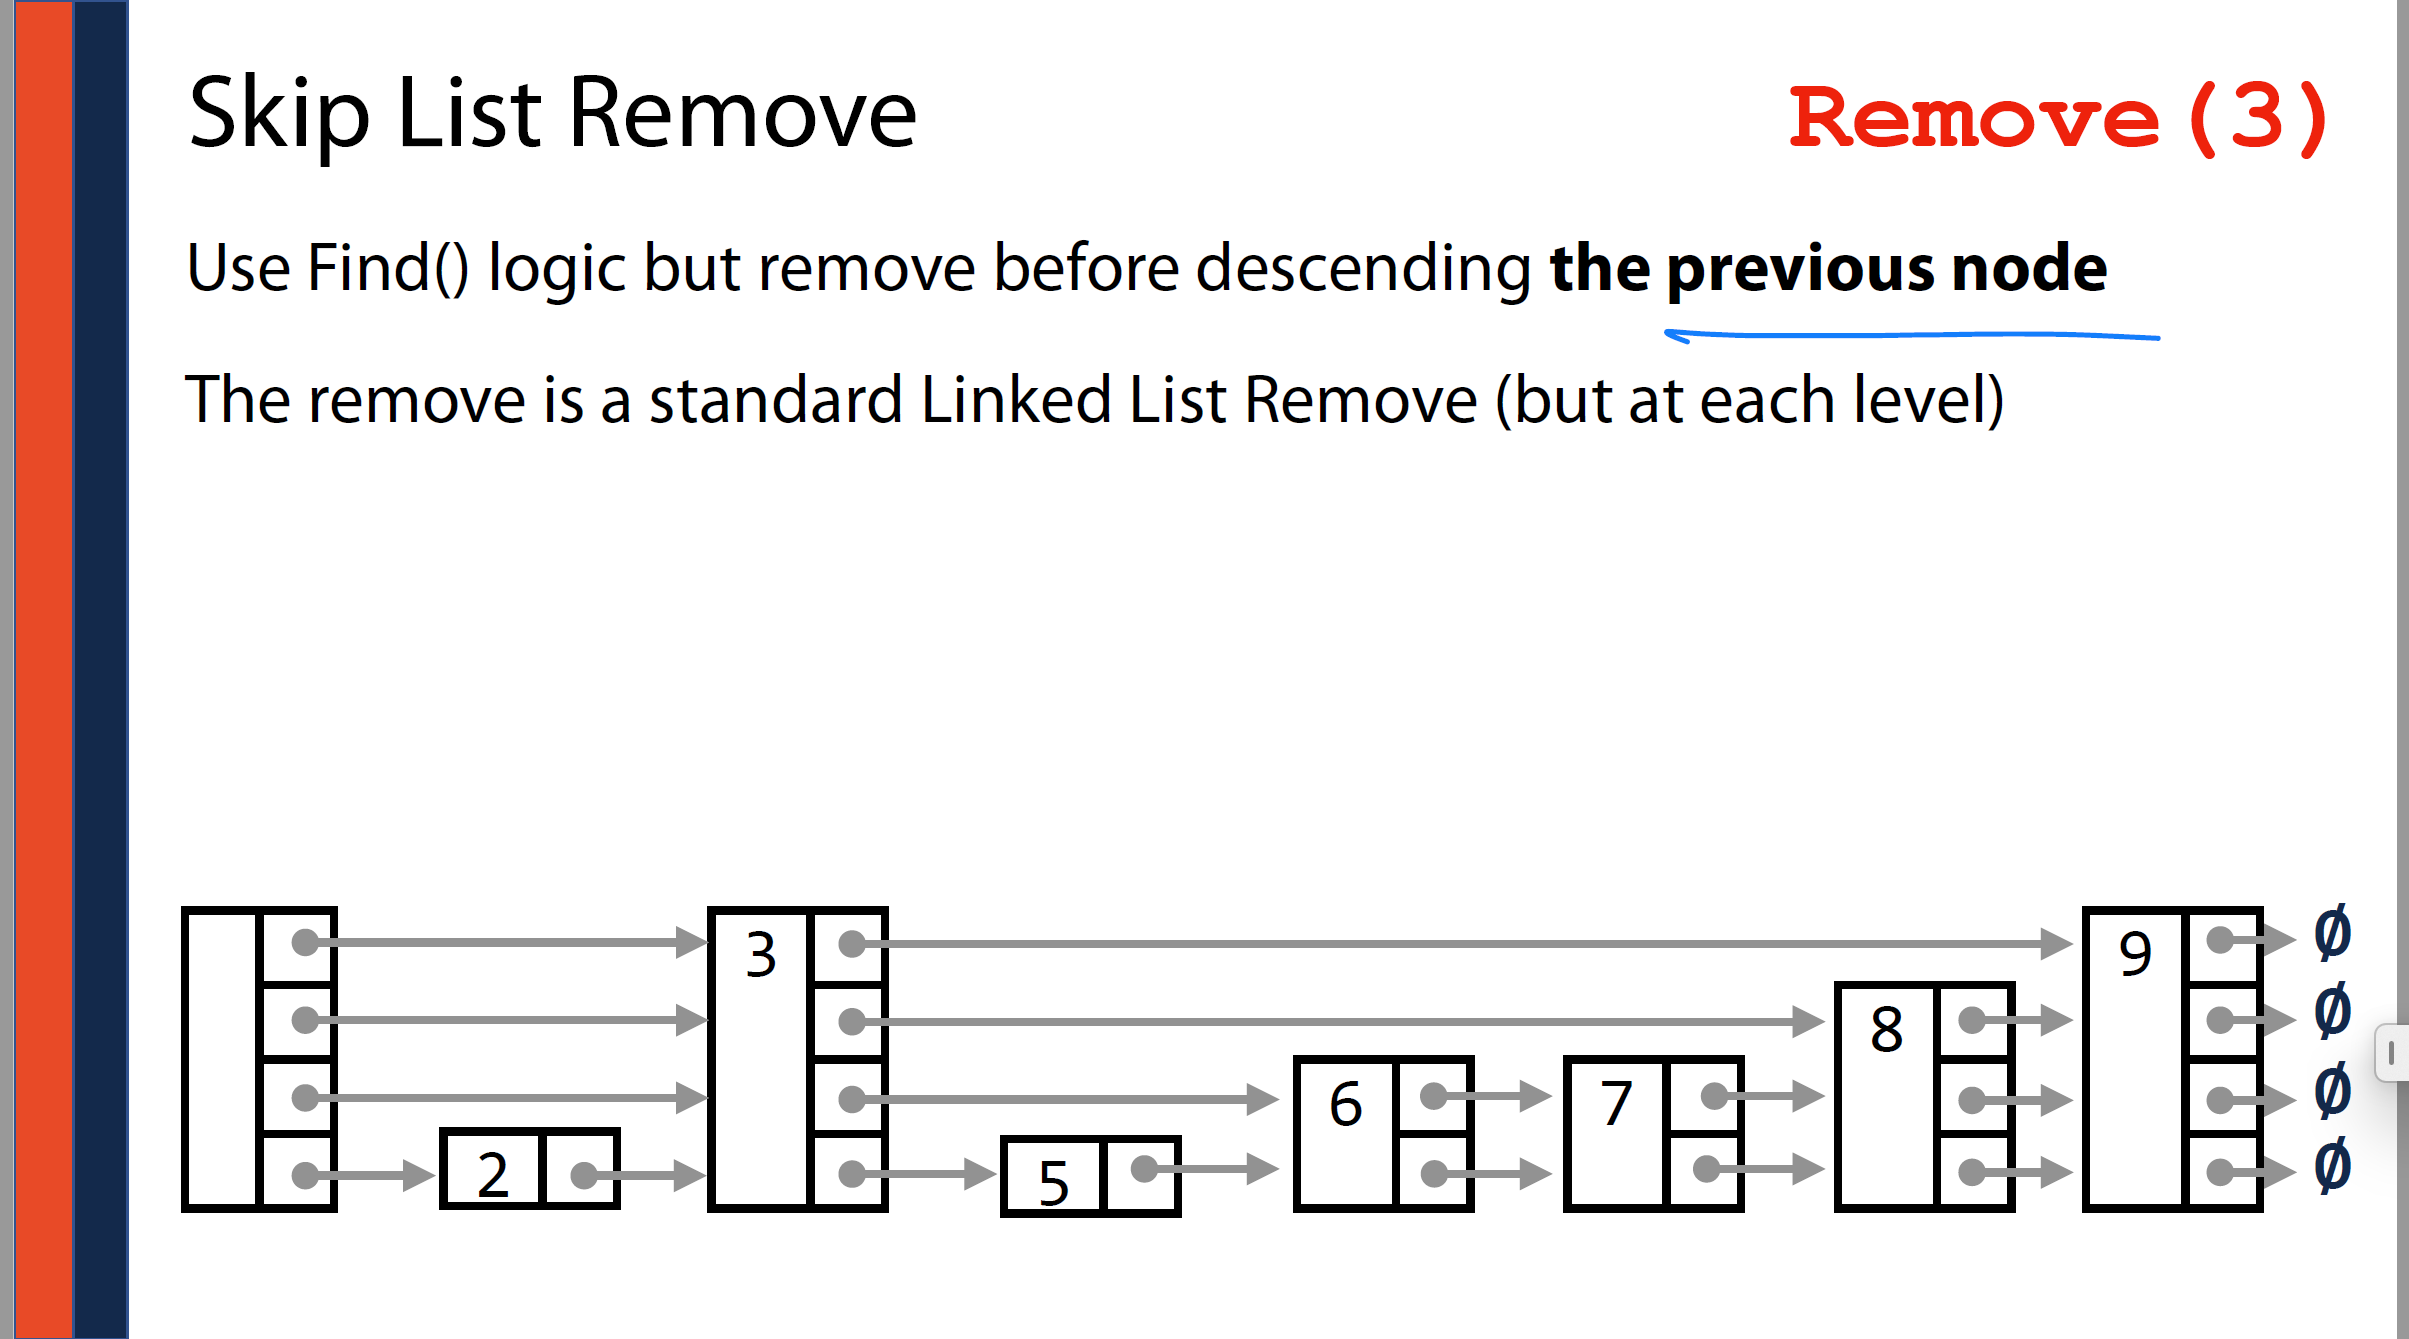 Skip List Remove
Remove(3)
Use Find() logic but remove before descending the previous node
The remove is a standard Linked List Remove (but at each level)
3
9
Ø
8
Ø
6
7
Ø
2
5
Ø